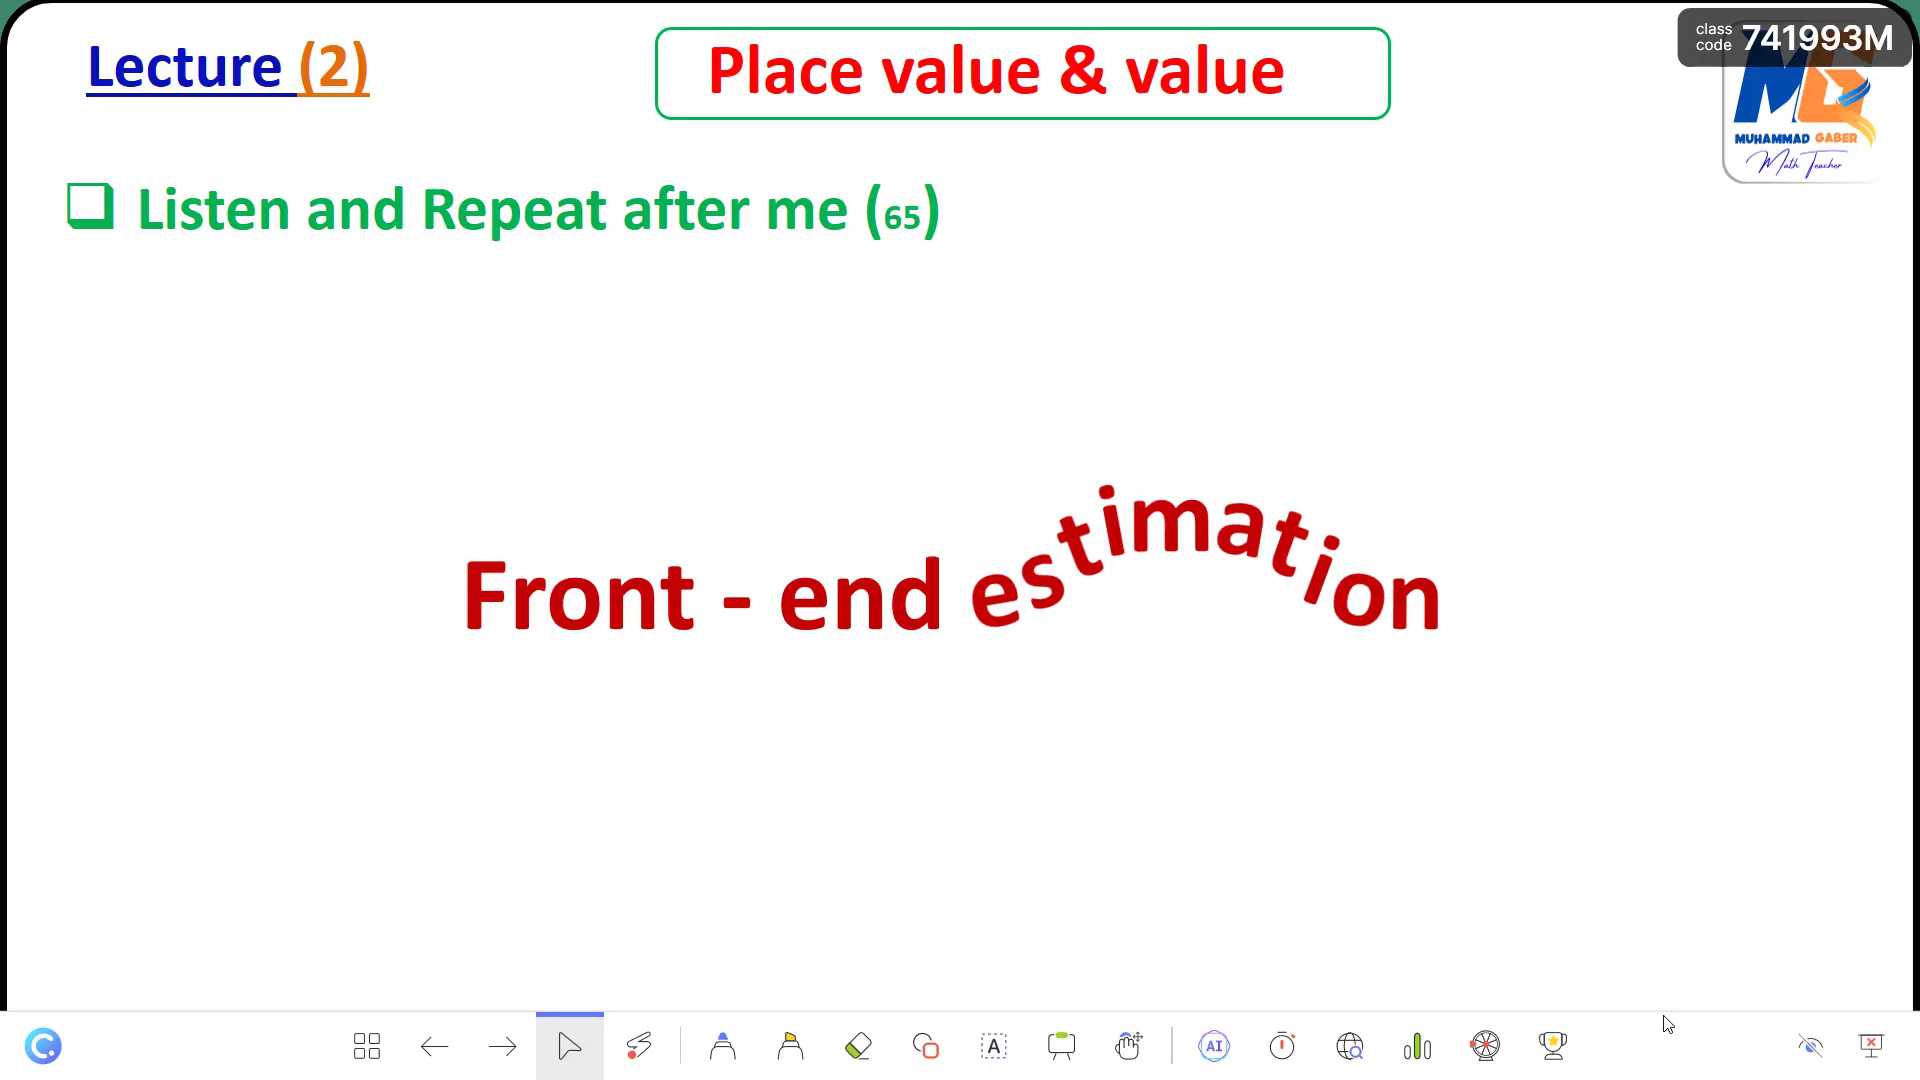 Lecture (2)
Place value & value
class code 741993M
MUHAMMAD GABER
Math Teacher
❑ Listen and Repeat after me (65)
Front - end estimation
A
AI